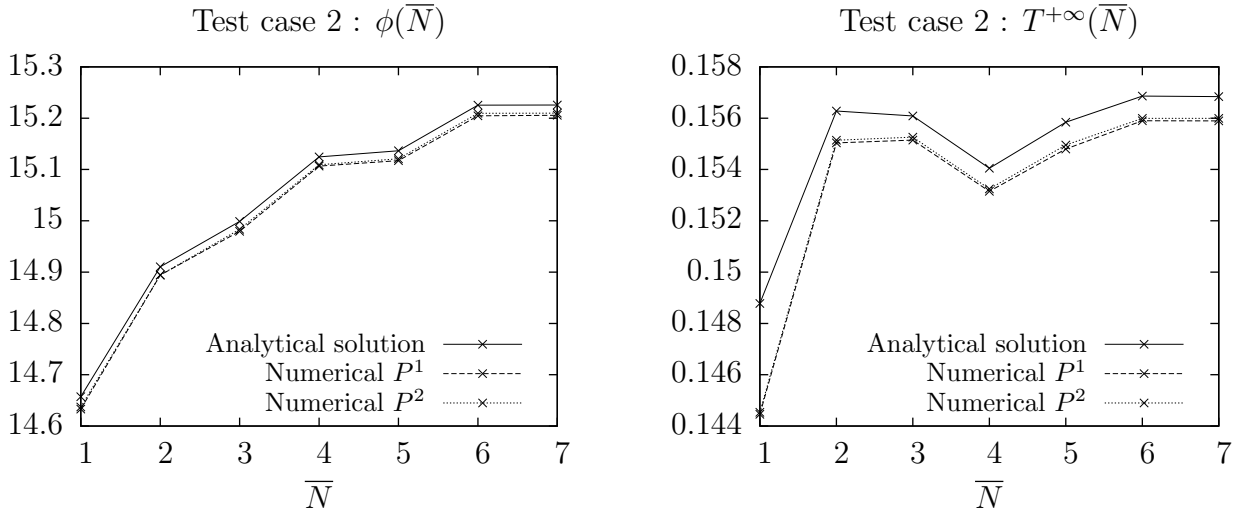 Test case 2 : ϕ(N̅)
15.3
15.2
15.1
15
14.9
14.8
14.7
14.6
1 2 3 4 5 6 7
N̅
Analytical solution
Numerical P¹
Numerical P²
Test case 2 : T⁺∞(N̅)
0.158
0.156
0.154
0.152
0.15
0.148
0.146
0.144
1 2 3 4 5 6 7
N̅
Analytical solution
Numerical P¹
Numerical P²